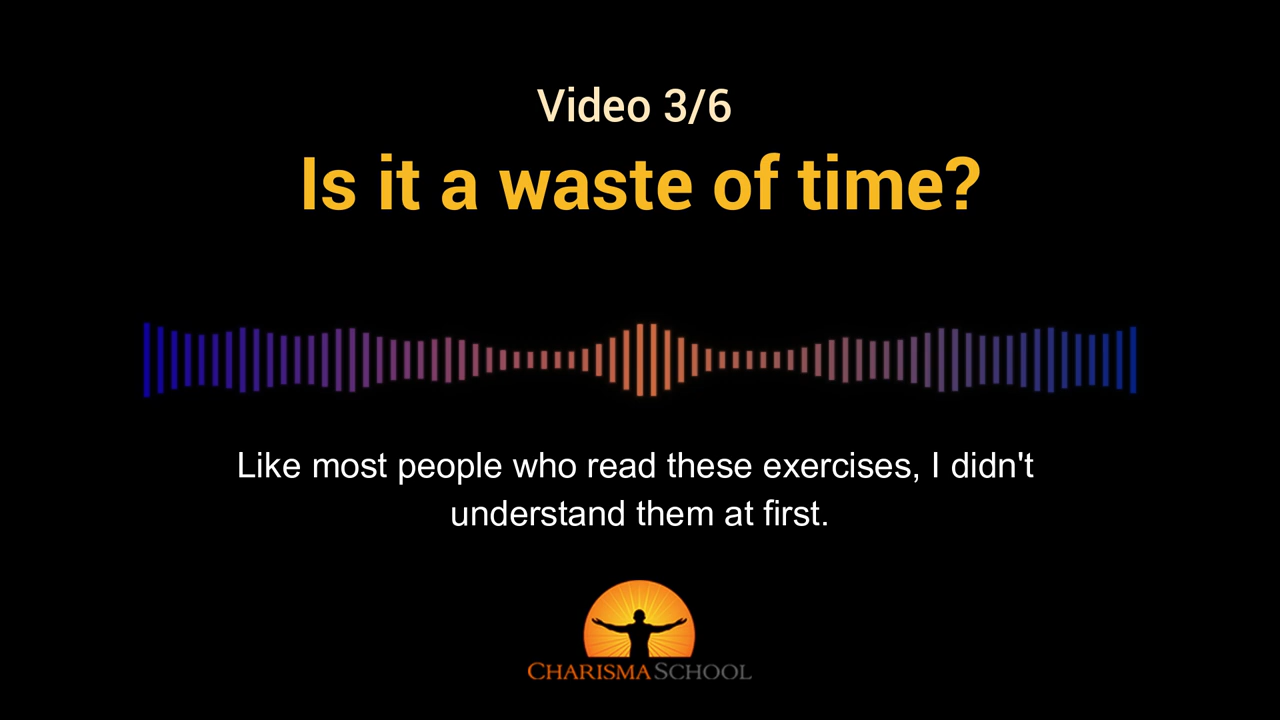 Video 3/6
Is it a waste of time?
Like most people who read these exercises, I didn't
understand them at first.
CHARISMA SCHOOL